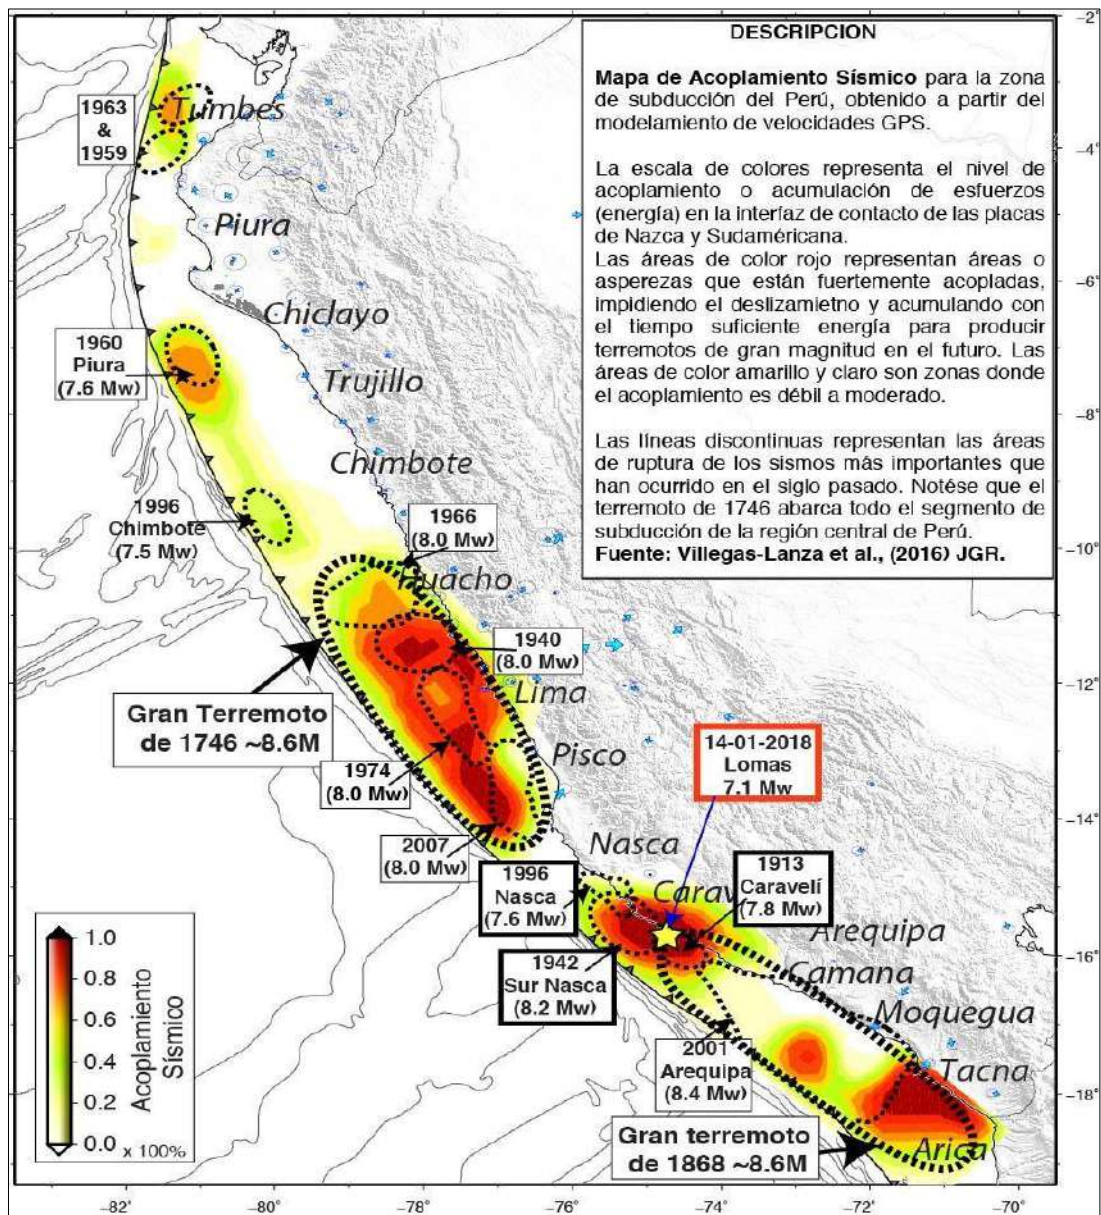 DESCRIPCION
Mapa de Acoplamiento Sísmico para la zona
de subducción del Perú, obtenido a partir del
modelamiento de velocidades GPS.
La escala de colores representa el nivel de
acoplamiento o acumulación de esfuerzos
(energía) en la interfaz de contacto de las placas
de Nazca y Sudaméricana.
Las áreas de color rojo representan áreas o
asperezas que están fuertemente acopladas,
impidiendo el deslizamietno y acumulando con
el tiempo suficiente energía para producir
terremotos de gran magnitud en el futuro. Las
áreas de color amarillo y claro son zonas donde
el acoplamiento es débil a moderado.
Las líneas discontinuas representan las áreas
de ruptura de los sismos más importantes que
han ocurrido en el siglo pasado. Notése que el
terremoto de 1746 abarca todo el segmento de
subducción de la región central de Perú.
Fuente: Villegas-Lanza et al., (2016) JGR.
1963
&
1959
Tumbes
Piura
Chiclayo
1960
Piura
(7.6 Mw)
Trujillo
Chimbote
1996
Chimbote
(7.5 Mw)
1966
(8.0 Mw)
Huacho
1940
(8.0 Mw)
Lima
Gran Terremoto
de 1746 ~8.6M
Pisco
14-01-2018
Lomas
7.1 Mw
1974
(8.0 Mw)
2007
(8.0 Mw)
Nasca
1996
Nasca
(7.6 Mw)
Carav
1913
Caravelí
(7.8 Mw)
Arequipa
1942
Sur Nasca
(8.2 Mw)
Camana
Moquegua
2001
Arequipa
(8.4 Mw)
Tacna
Gran terremoto
de 1868 ~8.6M
Arica
1.0
0.8
0.6
0.4
0.2
0.0
x 100%
Acoplamiento
Sísmico
-2°
-4°
-6°
-8°
-10°
-12°
-14°
-16°
-18°
-82°
-80°
-78°
-76°
-74°
-72°
-70°